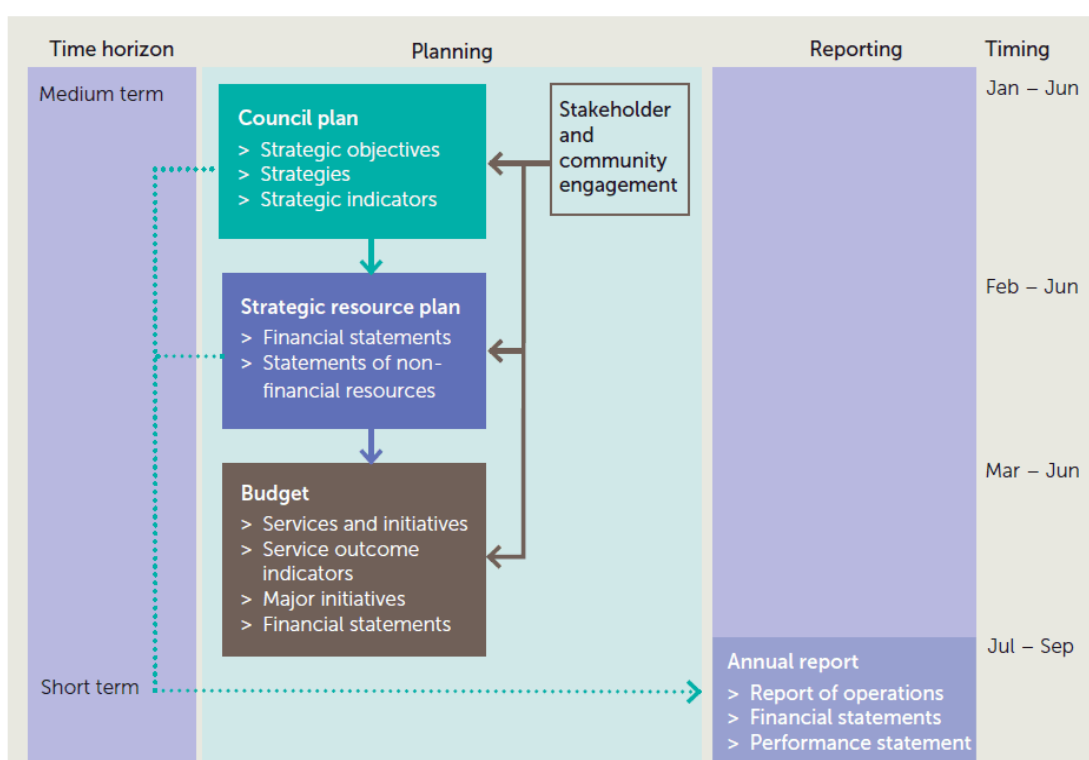 Time horizon
Planning
Reporting
Timing
Medium term
Jan – Jun
Council plan
> Strategic objectives
> Strategies
> Strategic indicators
Stakeholder
and
community
engagement
Feb – Jun
Strategic resource plan
> Financial statements
> Statements of non-
financial resources
Mar – Jun
Budget
> Services and initiatives
> Service outcome
indicators
> Major initiatives
> Financial statements
Jul – Sep
Short term
Annual report
> Report of operations
> Financial statements
> Performance statement